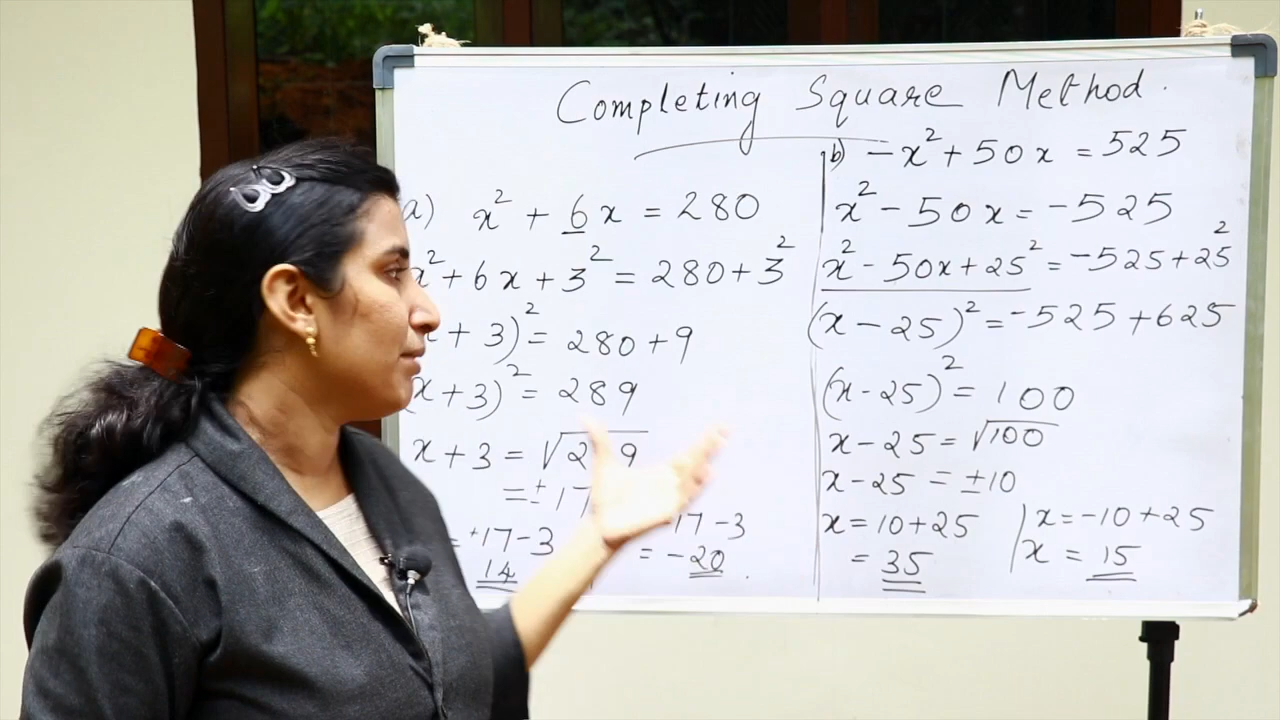 Completing Square Method.
a) x² + 6x = 280
x² + 6x + 3² = 280 + 3²
+ 3)² = 280 + 9
(x + 3)² = 289
x + 3 = √2 9
= ± 17
= +17 - 3
14
17 - 3
= -20.
b) -x² + 50x = 525
x² - 50x = -525
x² - 50x + 25² = -525 + 25²
(x - 25)² = -525 + 625
(x - 25)² = 100
x - 25 = √100
x - 25 = ±10
x = 10 + 25
= 35
x = -10 + 25
x = 15